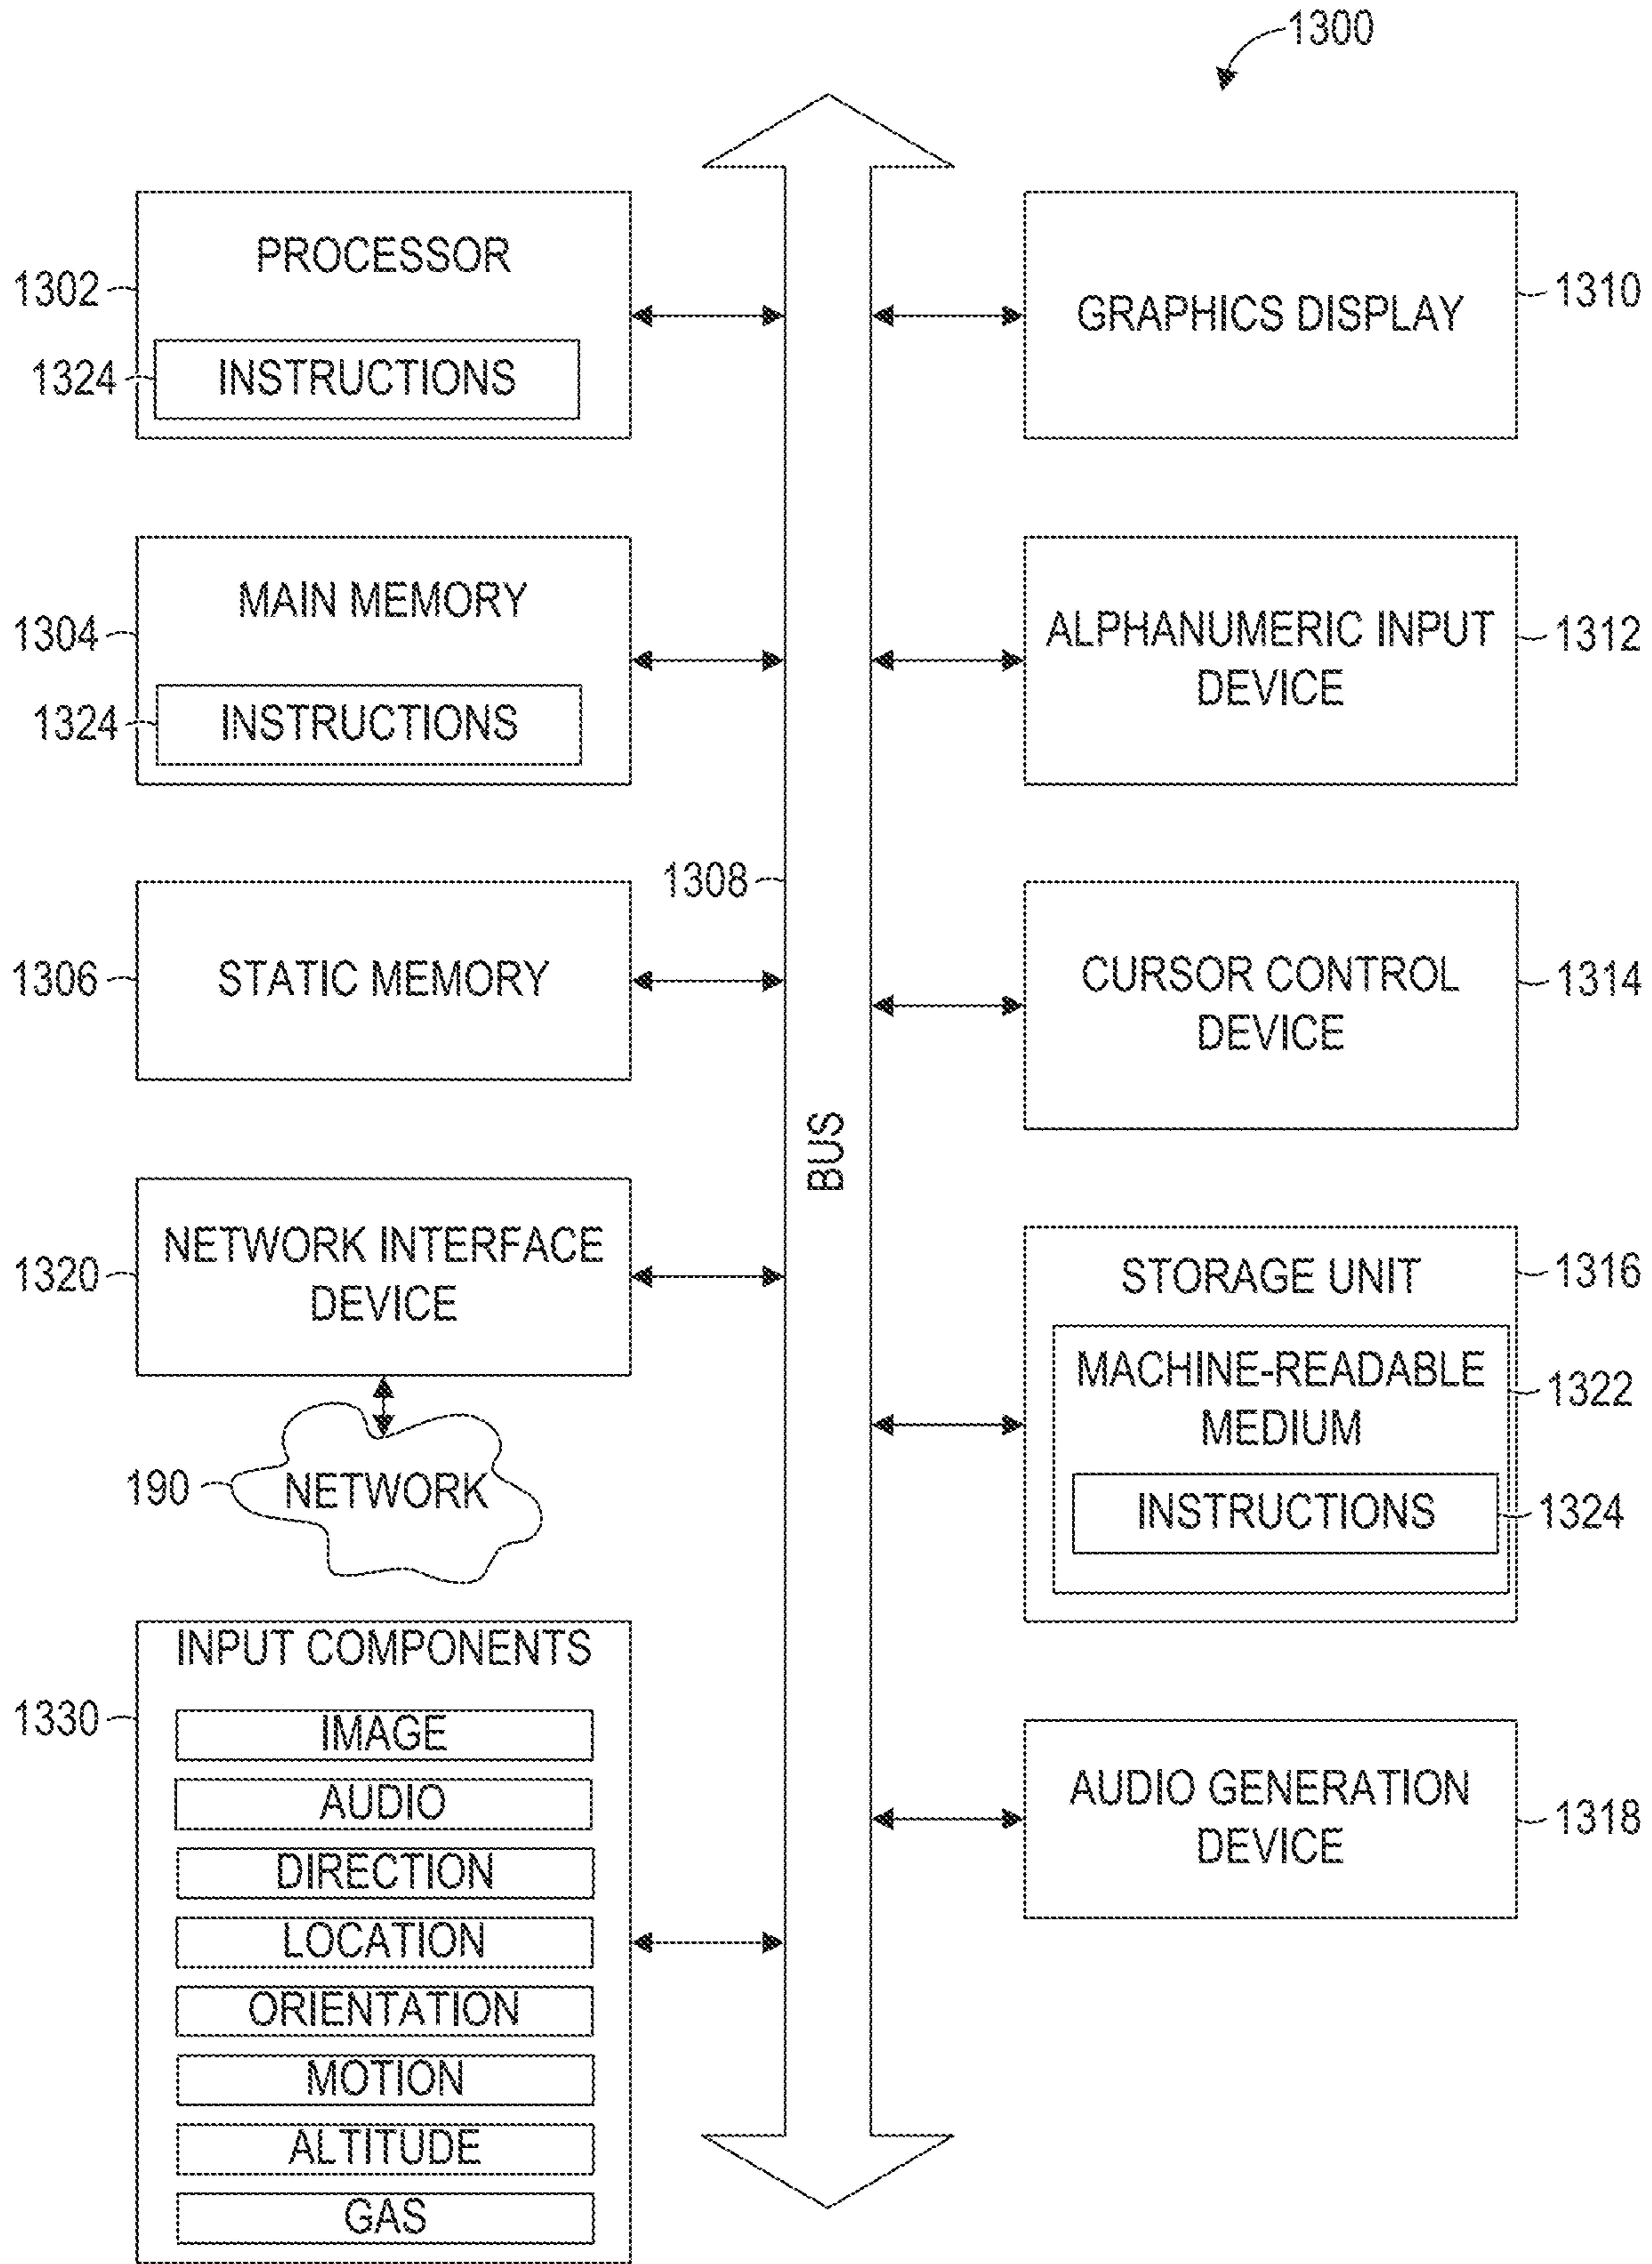 1300
PROCESSOR
1302
1324
INSTRUCTIONS
MAIN MEMORY
1304
1324
INSTRUCTIONS
1308
1306
STATIC MEMORY
BUS
NETWORK INTERFACE
DEVICE
1320
190
NETWORK
INPUT COMPONENTS
1330
IMAGE
AUDIO
DIRECTION
LOCATION
ORIENTATION
MOTION
ALTITUDE
GAS
GRAPHICS DISPLAY
1310
ALPHANUMERIC INPUT
DEVICE
1312
CURSOR CONTROL
DEVICE
1314
STORAGE UNIT
1316
MACHINE-READABLE
MEDIUM
1322
INSTRUCTIONS
1324
AUDIO GENERATION
DEVICE
1318